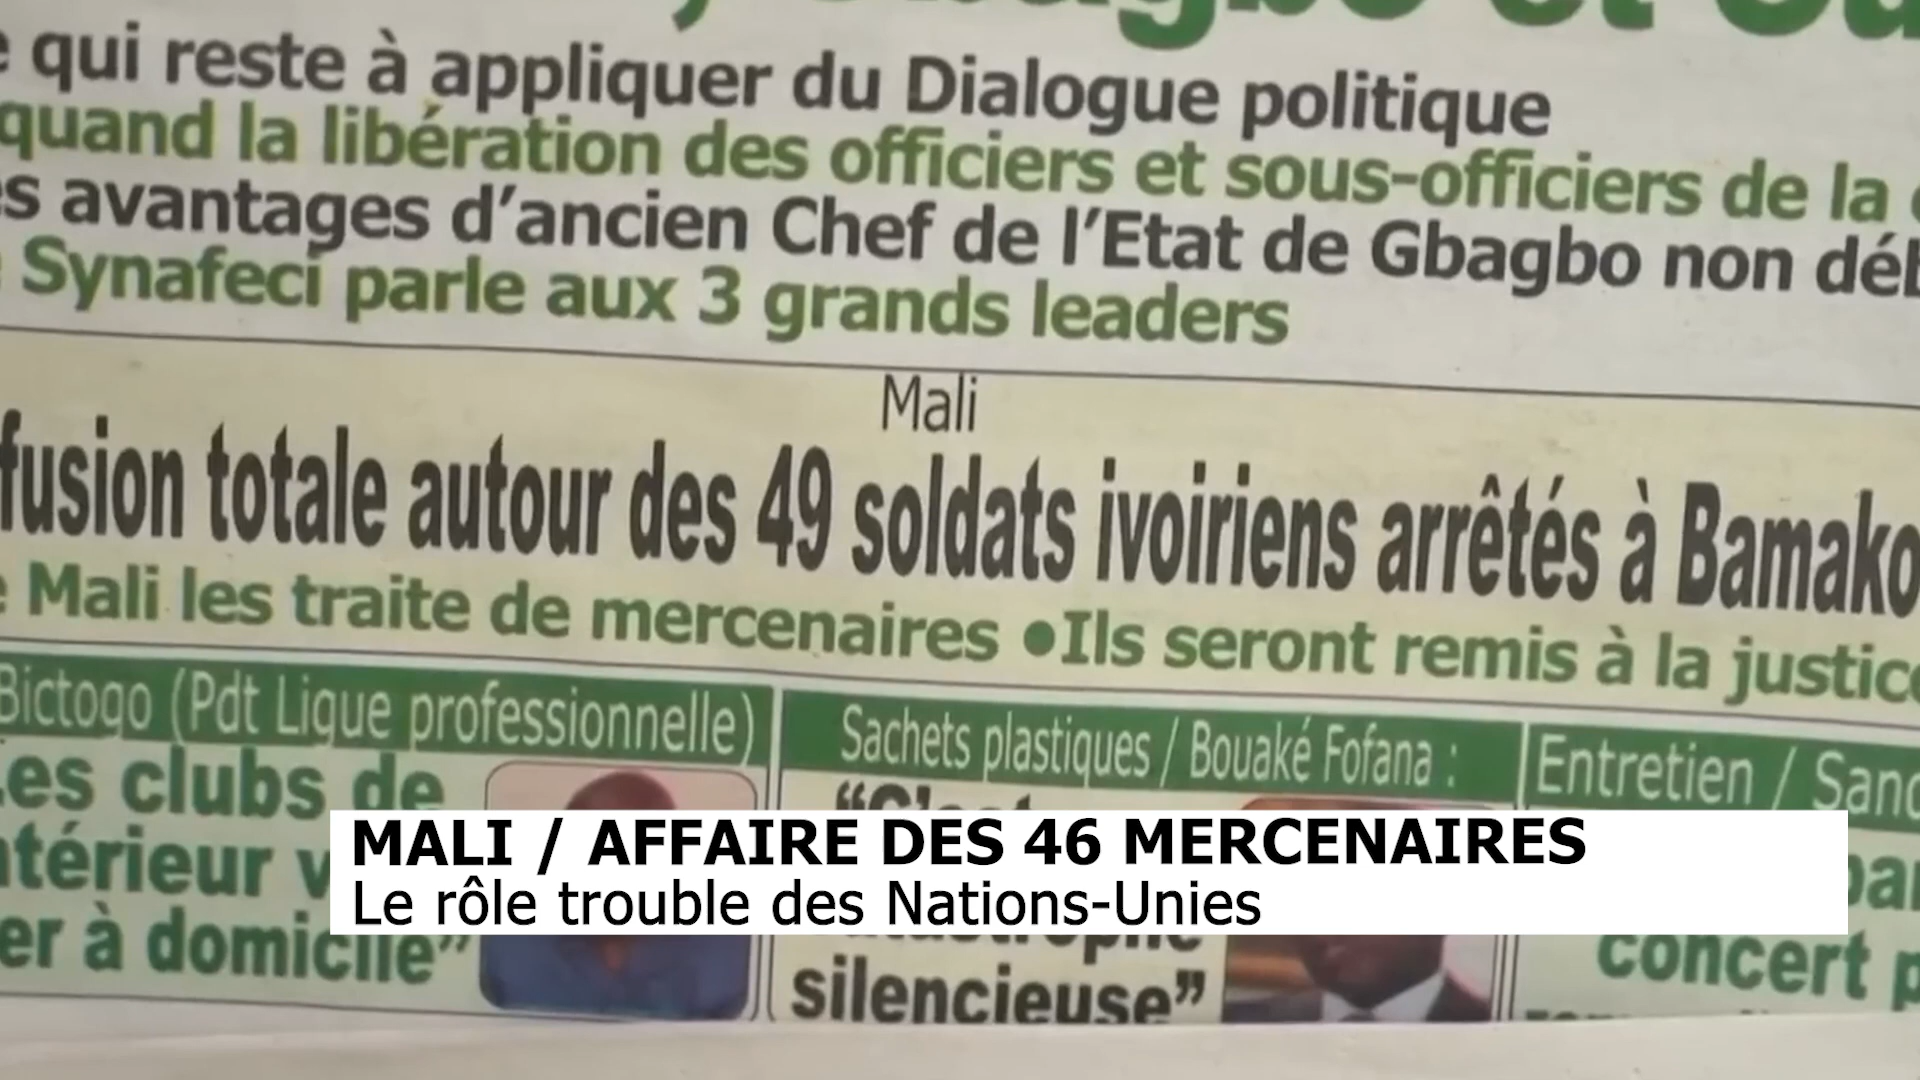 qui reste à appliquer du Dialogue politique
quand la libération des officiers et sous-officiers de la
s avantages d’ancien Chef de l’Etat de Gbagbo non déb
Synafeci parle aux 3 grands leaders
Mali
fusion totale autour des 49 soldats ivoiriens arrêtés à Bamako
Mali les traite de mercenaires ●Ils seront remis à la justice
Bictogo (Pdt Ligue professionnelle)
Sachets plastiques / Bouaké Fofana :
Entretien / Sand
Les clubs de
ntérieur v
er à domicile”
silencieuse”
concert p
MALI / AFFAIRE DES 46 MERCENAIRES
Le rôle trouble des Nations-Unies